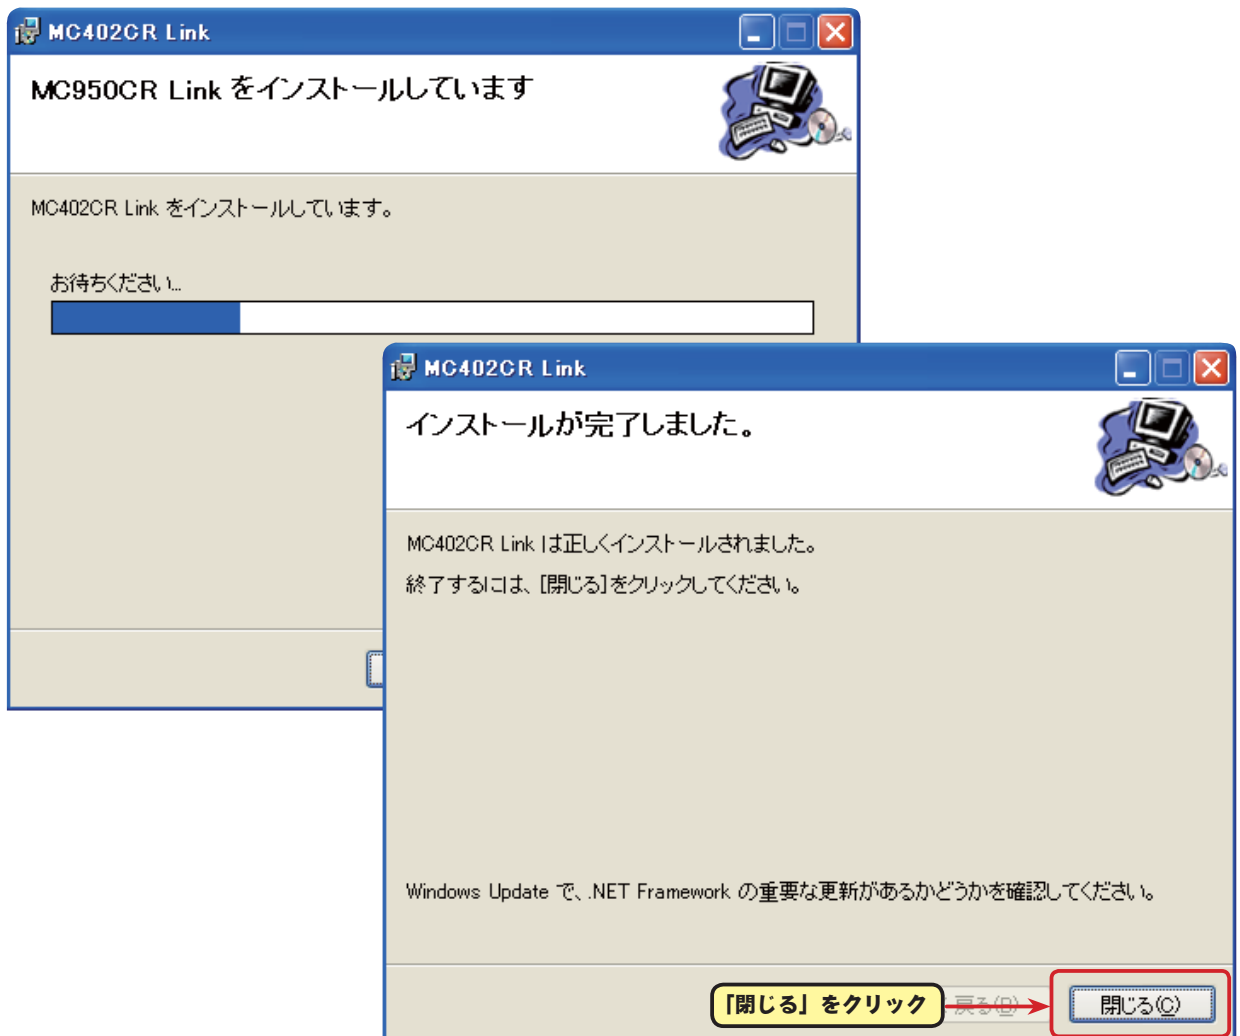 MC402CR Link
MC950CR Link をインストールしています
MC402CR Link をインストールしています。
お待ちください...
MC402CR Link
インストールが完了しました。
MC402CR Link は正しくインストールされました。
終了するには、[閉じる]をクリックしてください。
Windows Update で、.NET Framework の重要な更新があるかどうかを確認してください。
「閉じる」をクリック
戻る(B)
閉じる(C)